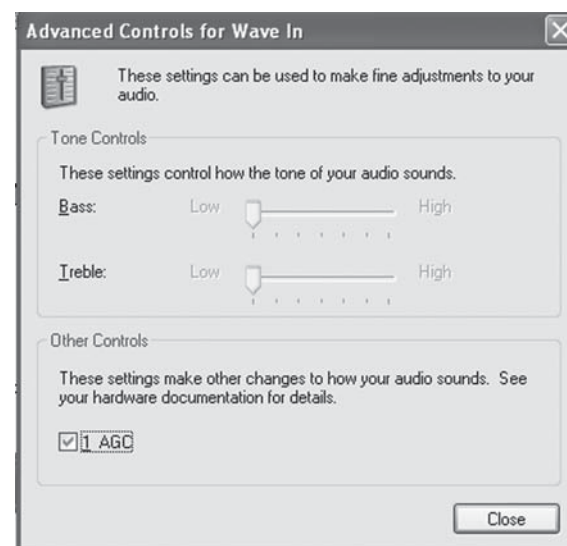 Advanced Controls for Wave In
These settings can be used to make fine adjustments to your
audio.
Tone Controls
These settings control how the tone of your audio sounds.
Bass: Low High
Treble: Low High
Other Controls
These settings make other changes to how your audio sounds. See
your hardware documentation for details.
1 AGC
Close